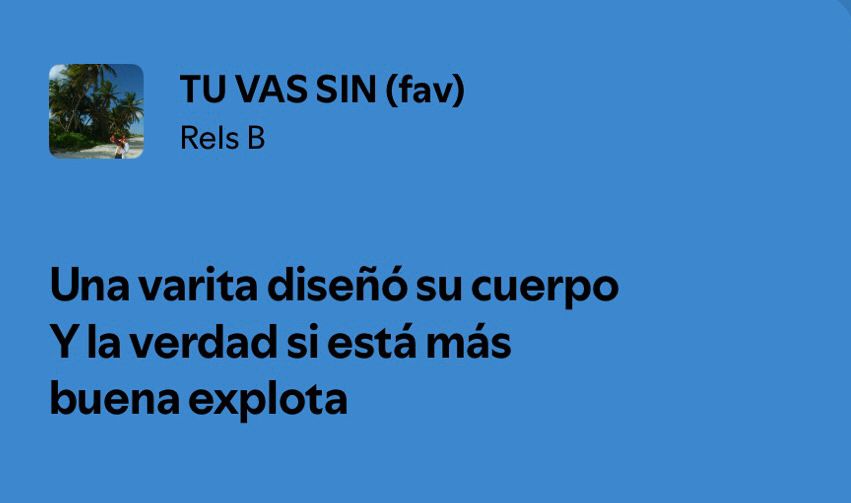 TU VAS SIN (fav)
Rels B
Una varita diseñó su cuerpo
Y la verdad si está más
buena explota